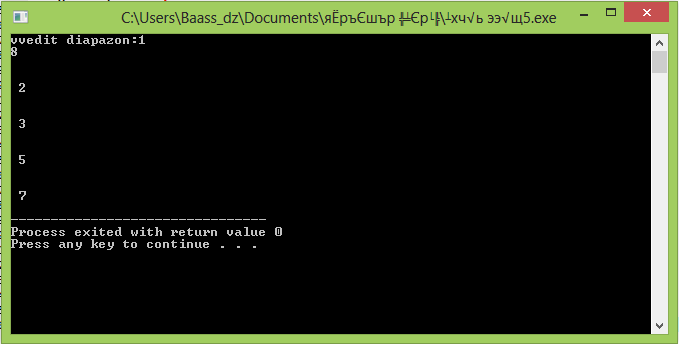 C:\Users\Baass_dz\Documents\яЁръЄшър ╬╩Єр└╠\┴хч√ь ээ√щ5.exe
vvedit diapazon:1
8
2
3
5
7
--------------------------------
Process exited with return value 0
Press any key to continue . . .